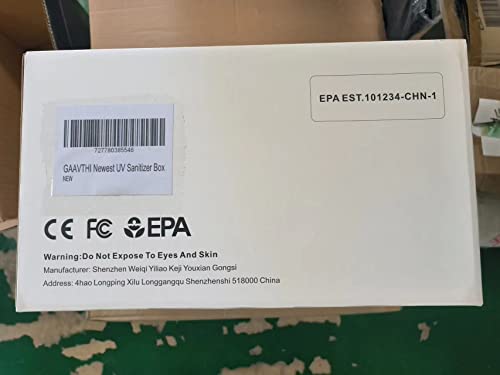 EPA EST.101234-CHN-1
727780385546
GAAVTHI Newest UV Sanitizer Box
NEW
CE FC EPA
Warning:Do Not Expose To Eyes And Skin
Manufacturer: Shenzhen Weiqi Yiliao Keji Youxian Gongsi
Address: 4hao Longping Xilu Longgangqu Shenzhenshi 518000 China